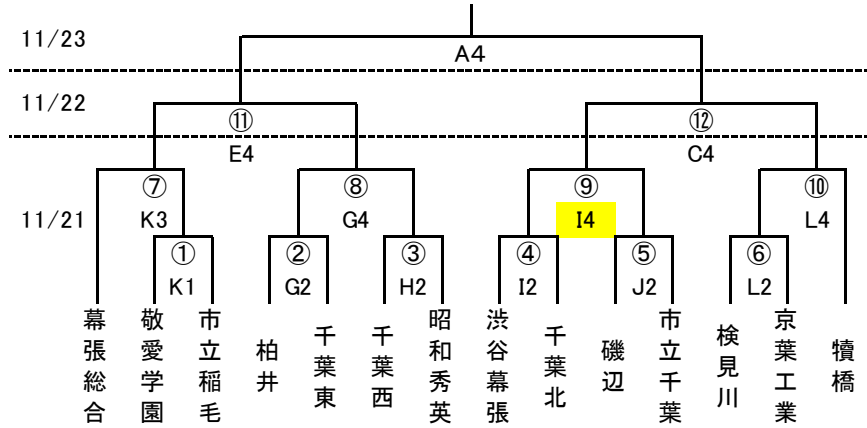 11/23
A4
11/22
⑪ ⑫
E4 C4
⑦ ⑧ ⑨ ⑩
11/21 K3 G4 I4 L4
① ② ③ ④ ⑤ ⑥
K1 G2 H2 I2 J2 L2
幕張総合
敬愛学園
市立稲毛
柏井
千葉東
千葉西
昭和秀英
渋谷幕張
千葉北
磯辺
市立千葉
検見川
京葉工業
犢橋